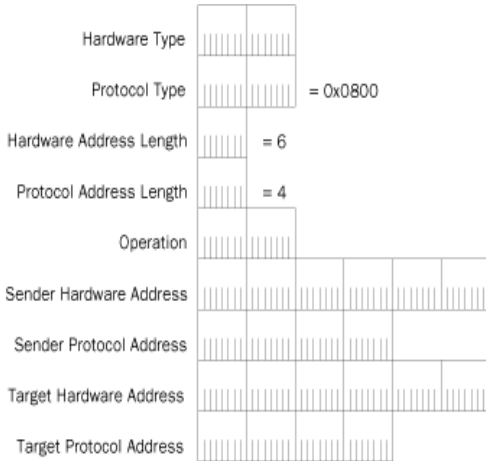 Hardware Type
Protocol Type = 0x0800
Hardware Address Length = 6
Protocol Address Length = 4
Operation
Sender Hardware Address
Sender Protocol Address
Target Hardware Address
Target Protocol Address